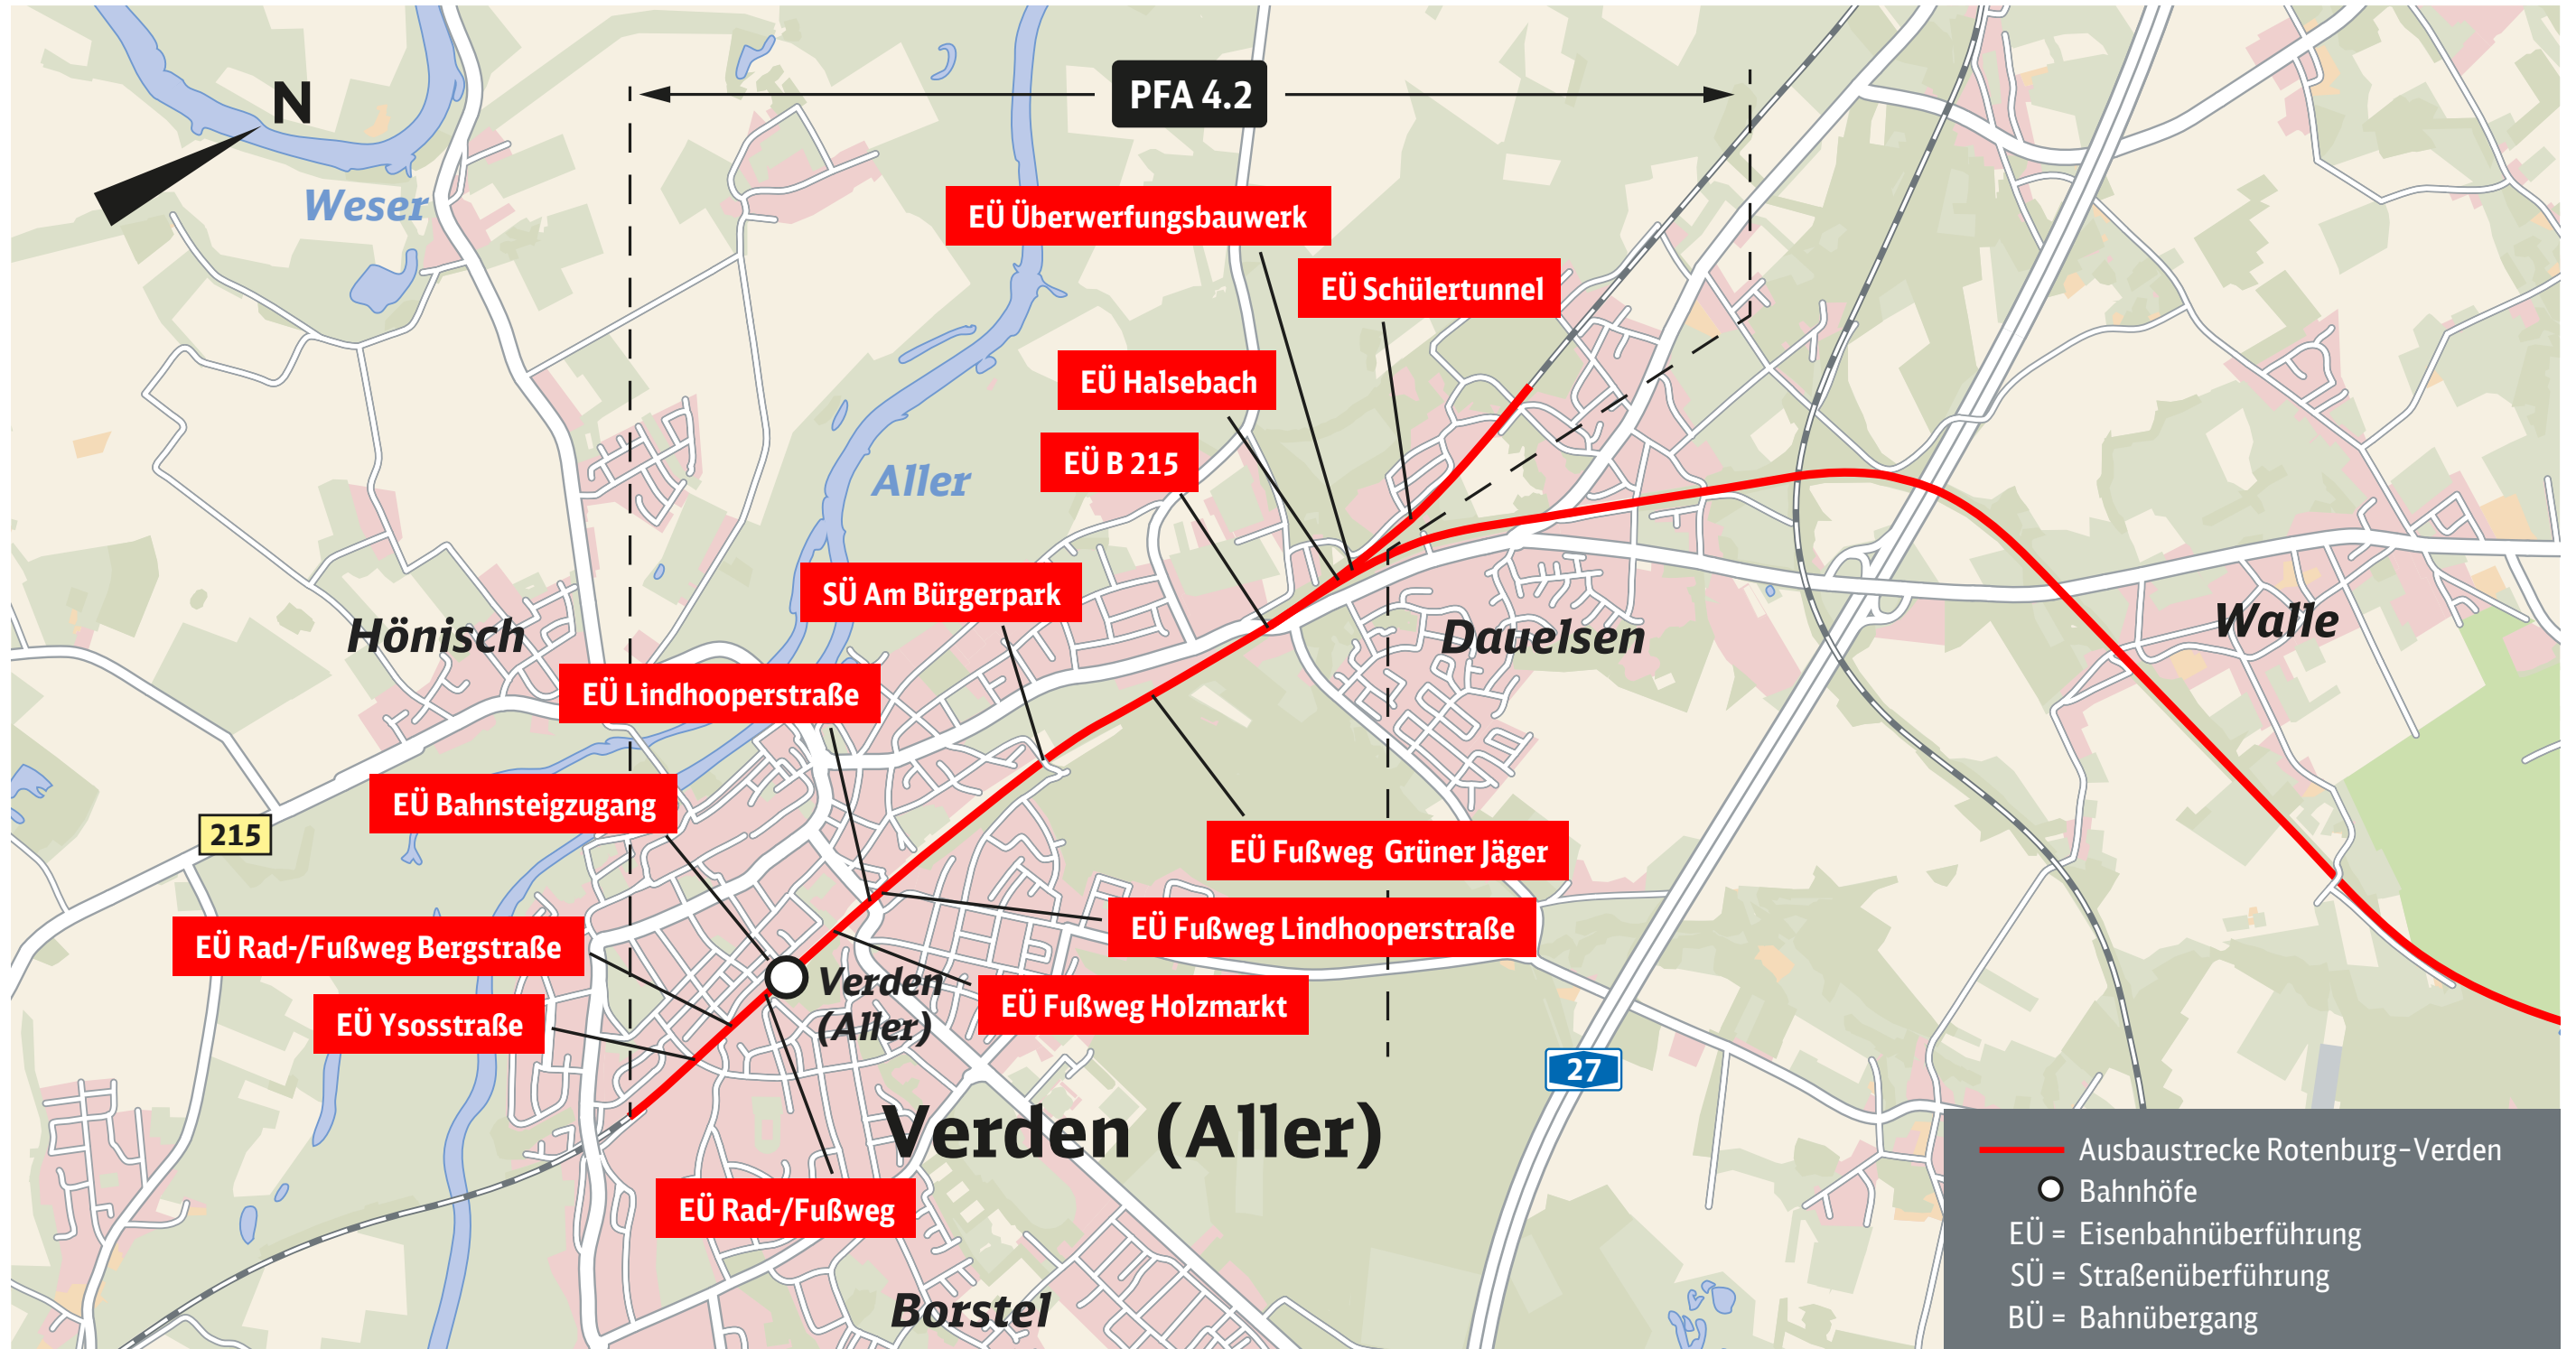 N
PFA 4.2
Weser
EÜ Überwerfungsbauwerk
EÜ Schülertunnel
EÜ Halsebach
EÜ B 215
Aller
SÜ Am Bürgerpark
Hönisch
Dauelsen
Walle
EÜ Lindhooperstraße
EÜ Bahnsteigzugang
215
EÜ Fußweg Grüner Jäger
EÜ Fußweg Lindhooperstraße
EÜ Rad-/Fußweg Bergstraße
Verden
(Aller)
EÜ Fußweg Holzmarkt
EÜ Ysosstraße
27
Verden (Aller)
EÜ Rad-/Fußweg
Borstel
Ausbaustrecke Rotenburg–Verden
Bahnhöfe
EÜ = Eisenbahnüberführung
SÜ = Straßenüberführung
BÜ = Bahnübergang